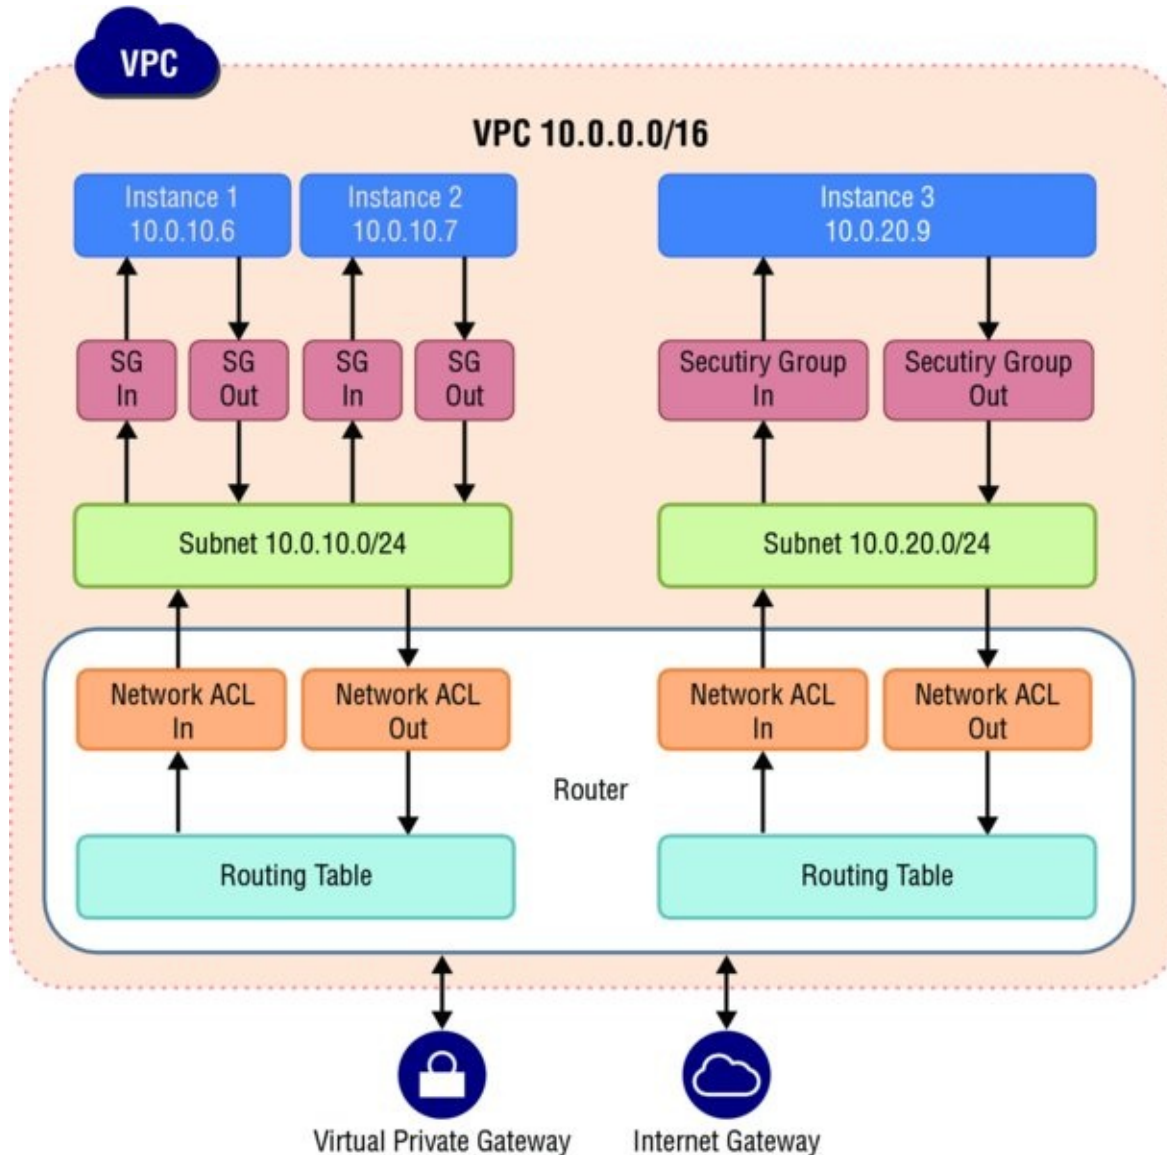 VPC
VPC 10.0.0.0/16
Instance 1
10.0.10.6
Instance 2
10.0.10.7
Instance 3
10.0.20.9
SG
In
SG
Out
SG
In
SG
Out
Secutiry Group
In
Secutiry Group
Out
Subnet 10.0.10.0/24
Subnet 10.0.20.0/24
Network ACL
In
Network ACL
Out
Network ACL
In
Network ACL
Out
Router
Routing Table
Routing Table
Virtual Private Gateway
Internet Gateway